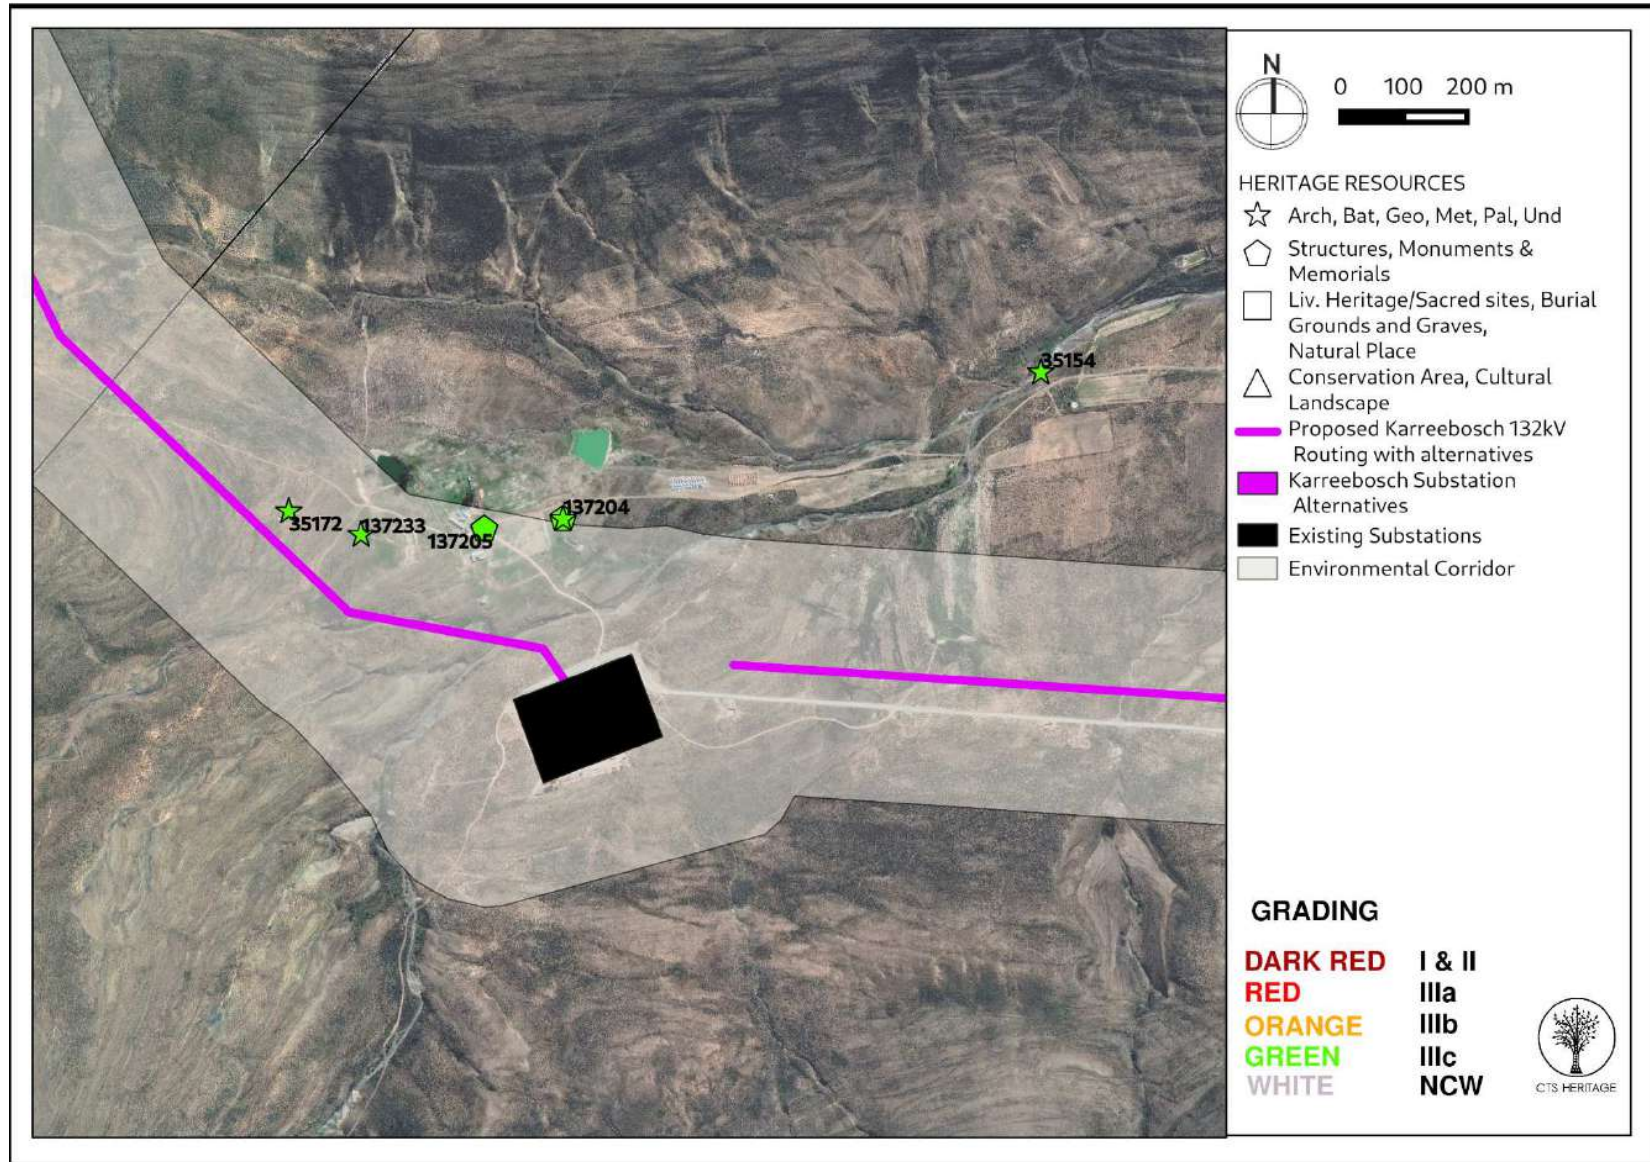 35154
137204
35172
137233
137205
N
0 100 200 m
HERITAGE RESOURCES
Arch, Bat, Geo, Met, Pal, Und
Structures, Monuments &
Memorials
Liv. Heritage/Sacred sites, Burial
Grounds and Graves,
Natural Place
Conservation Area, Cultural
Landscape
Proposed Karreebosch 132kV
Routing with alternatives
Karreebosch Substation
Alternatives
Existing Substations
Environmental Corridor
GRADING
DARK RED I & II
RED IIIa
ORANGE IIIb
GREEN IIIc
WHITE NCW
CTS HERITAGE